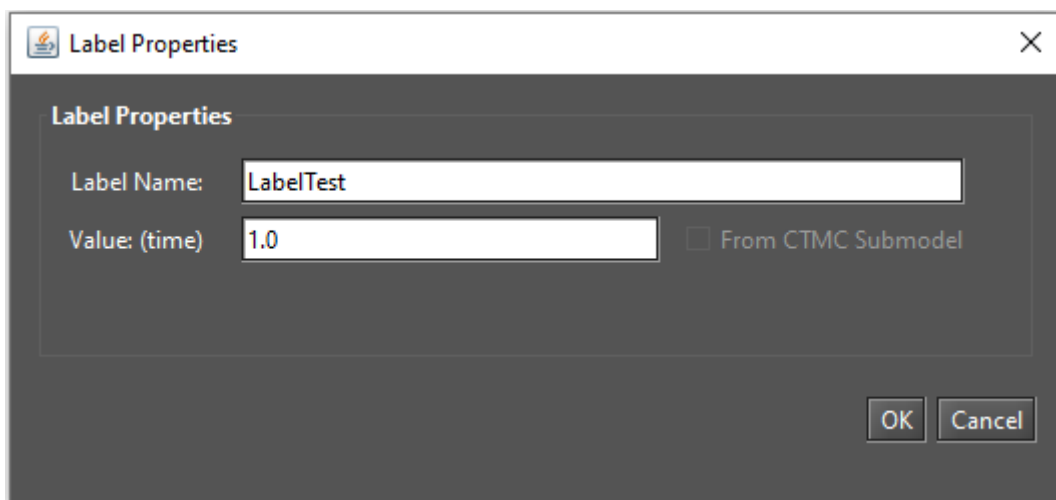 Label Properties
Label Properties
Label Name: LabelTest
Value: (time) 1.0 From CTMC Submodel
OK Cancel